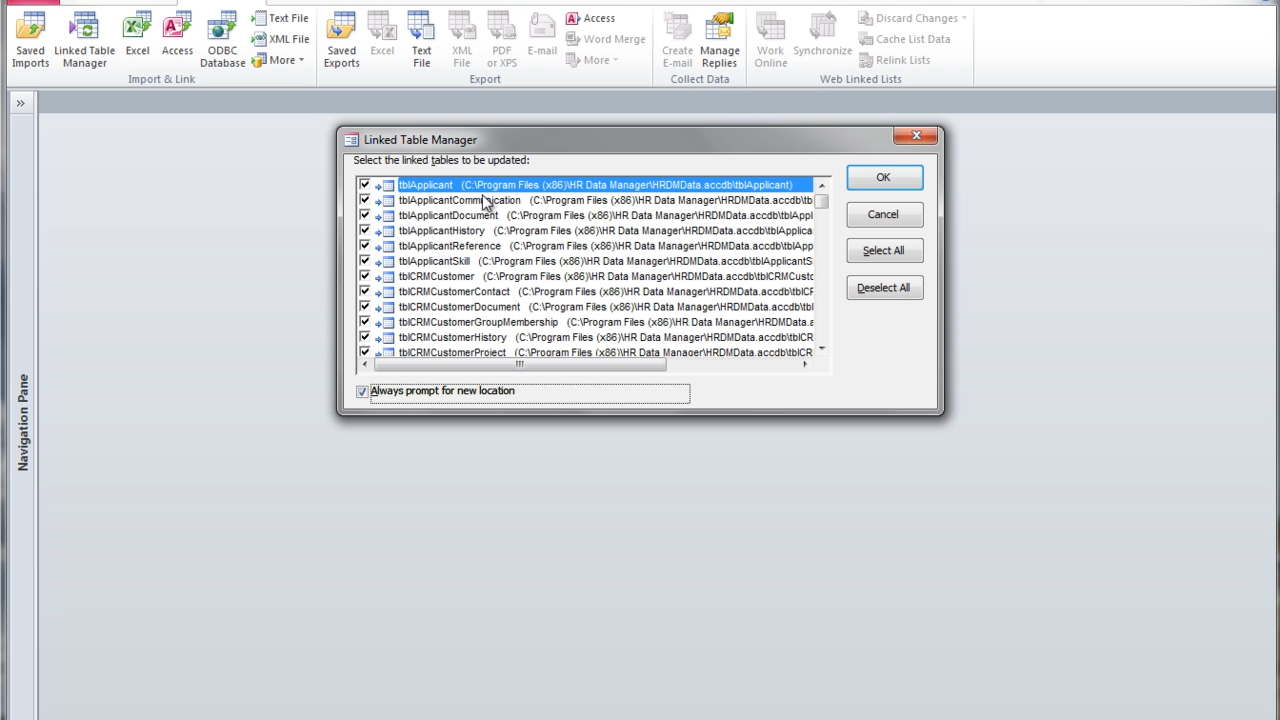 Saved Imports
Linked Table Manager
Excel
Access
ODBC Database
Text File
XML File
More
Import & Link
Saved Exports
Excel
Text File
XML File
PDF or XPS
E-mail
Access
Word Merge
More
Export
Create E-mail
Manage Replies
Collect Data
Work Online
Synchronize
Discard Changes
Cache List Data
Relink Lists
Web Linked Lists
»
Navigation Pane
Linked Table Manager
Select the linked tables to be updated:
tblApplicant (C:\Program Files (x86)\HR Data Manager\HRDMData.accdb\tblApplicant)
tblApplicantCommunication (C:\Program Files (x86)\HR Data Manager\HRDMData.accdb\tb
tblApplicantDocument (C:\Program Files (x86)\HR Data Manager\HRDMData.accdb\tblAppl
tblApplicantHistory (C:\Program Files (x86)\HR Data Manager\HRDMData.accdb\tblApplica
tblApplicantReference (C:\Program Files (x86)\HR Data Manager\HRDMData.accdb\tblApp
tblApplicantSkill (C:\Program Files (x86)\HR Data Manager\HRDMData.accdb\tblApplicantS
tblCRMCustomer (C:\Program Files (x86)\HR Data Manager\HRDMData.accdb\tblCRMCusto
tblCRMCustomerContact (C:\Program Files (x86)\HR Data Manager\HRDMData.accdb\tblCF
tblCRMCustomerDocument (C:\Program Files (x86)\HR Data Manager\HRDMData.accdb\tbl
tblCRMCustomerGroupMembership (C:\Program Files (x86)\HR Data Manager\HRDMData.a
tblCRMCustomerHistory (C:\Program Files (x86)\HR Data Manager\HRDMData.accdb\tblCR
tblCRMCustomerProject (C:\Program Files (x86)\HR Data Manager\HRDMData.accdb\tblCR
Always prompt for new location
OK
Cancel
Select All
Deselect All